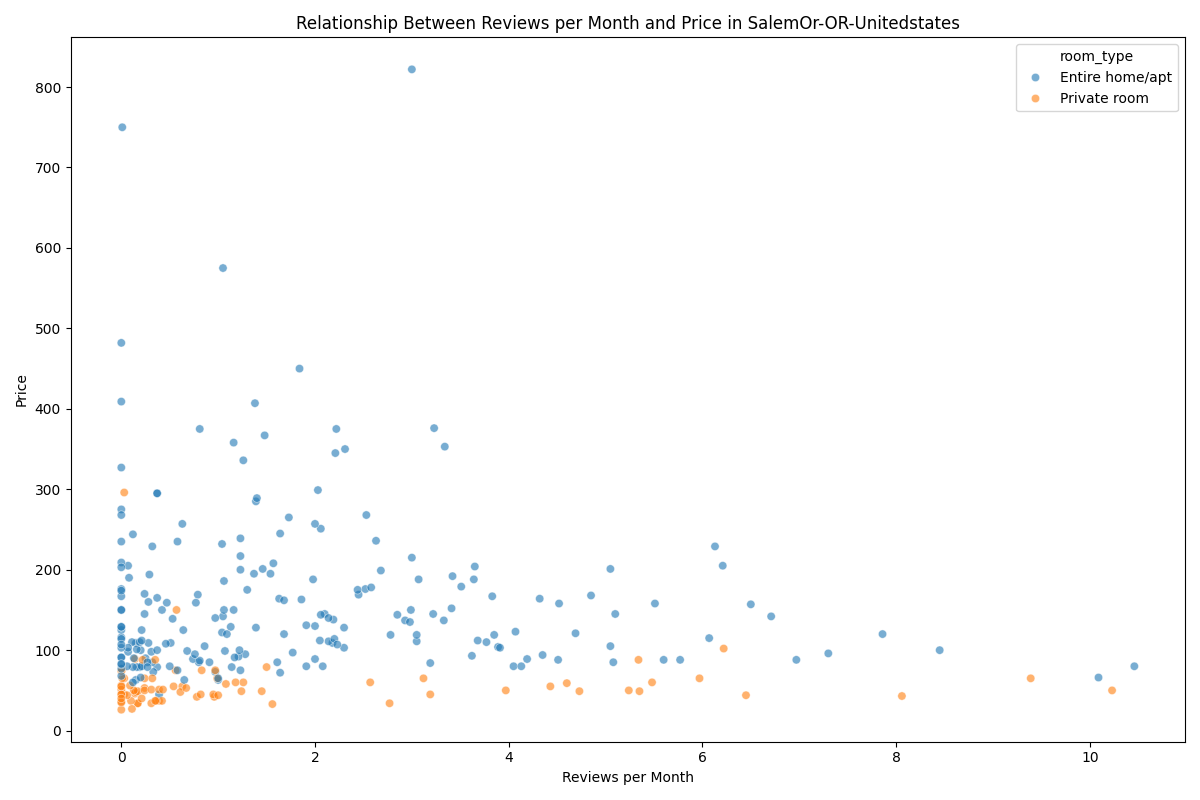 Relationship Between Reviews per Month and Price in SalemOr-OR-Unitedstates
room_type
Entire home/apt
Private room
Price
800
700
600
500
400
300
200
100
0
0 2 4 6 8 10
Reviews per Month